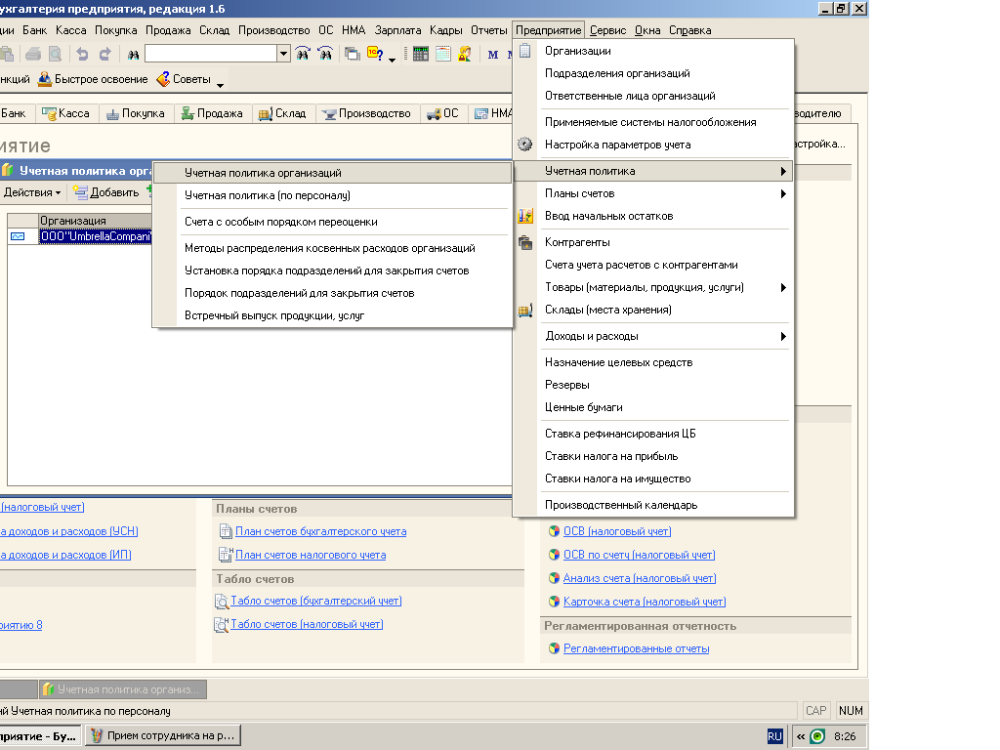 ухгалтерия предприятия, редакция 1.6
ции Банк Касса Покупка Продажа Склад Производство ОС НМА Зарплата Кадры Отчеты Предприятие Сервис Окна Справка
M
нкций Быстрое освоение Советы
Банк Касса Покупка Продажа Склад Производство ОС НМА водителю
иятие
астройка...
Учетная политика орга
Действия Добавить
Организация
ООО"UmbrellaCompani"
Учетная политика организаций
Учетная политика (по персоналу)
Счета с особым порядком переоценки
Методы распределения косвенных расходов организаций
Установка порядка подразделений для закрытия счетов
Порядок подразделений для закрытия счетов
Встречный выпуск продукции, услуг
Организации
Подразделения организаций
Ответственные лица организаций
Применяемые системы налогообложения
Настройка параметров учета
Учетная политика
Планы счетов
Ввод начальных остатков
Контрагенты
Счета учета расчетов с контрагентами
Товары (материалы, продукция, услуги)
Склады (места хранения)
Доходы и расходы
Назначение целевых средств
Резервы
Ценные бумаги
Ставка рефинансирования ЦБ
Ставки налога на прибыль
Ставки налога на имущество
Производственный календарь
(налоговый учет)
а доходов и расходов (УСН)
а доходов и расходов (ИП)
риятию 8
Планы счетов
План счетов бухгалтерского учета
План счетов налогового учета
Табло счетов
Табло счетов (бухгалтерский учет)
Табло счетов (налоговый учет)
ОСВ (налоговый учет)
ОСВ по счету (налоговый учет)
Анализ счета (налоговый учет)
Карточка счета (налоговый учет)
Регламентированная отчетность
Регламентированные отчеты
Учетная политика организ...
ий Учетная политика по персоналу
CAP NUM
приятие - Бу... Прием сотрудника на р... RU « 8:26